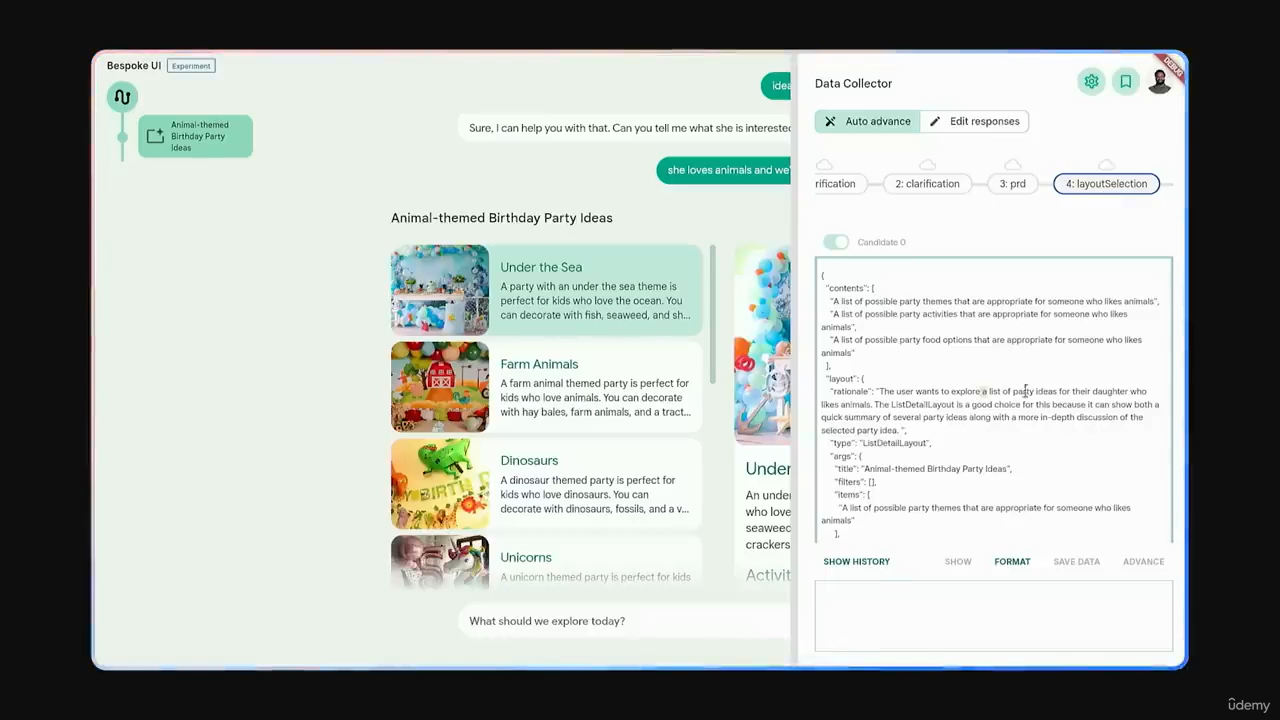 Bespoke UI Experiment
Animal-themed
Birthday Party
Ideas
idea
Sure, I can help you with that. Can you tell me what she is intereste
she loves animals and we'
Animal-themed Birthday Party Ideas
Under the Sea
A party with an under the sea theme is
perfect for kids who love the ocean. You
can decorate with fish, seaweed, and sh...
Farm Animals
A farm animal themed party is perfect for
kids who love animals. You can decorate
with hay bales, farm animals, and a tract...
Dinosaurs
A dinosaur themed party is perfect for
kids who love dinosaurs. You can
decorate with dinosaurs, fossils, and a v...
Unicorns
A unicorn themed party is perfect for kids
Under
An unde
who lov
seaweed
crackers
Activit
What should we explore today?
Data Collector
DEBUG
Auto advance
Edit responses
rification
2: clarification
3: prd
4: layoutSelection
Candidate 0
{
"contents": [
"A list of possible party themes that are appropriate for someone who likes animals",
"A list of possible party activities that are appropriate for someone who likes
animals",
"A list of possible party food options that are appropriate for someone who likes
animals"
],
"layout": {
"rationale": "The user wants to explore a list of party ideas for their daughter who
likes animals. The ListDetailLayout is a good choice for this because it can show both a
quick summary of several party ideas along with a more in-depth discussion of the
selected party idea. ",
"type": "ListDetailLayout",
"args": {
"title": "Animal-themed Birthday Party Ideas",
"filters": [],
"items": [
"A list of possible party themes that are appropriate for someone who likes
animals"
],
SHOW HISTORY
SHOW
FORMAT
SAVE DATA
ADVANCE
ûdemy